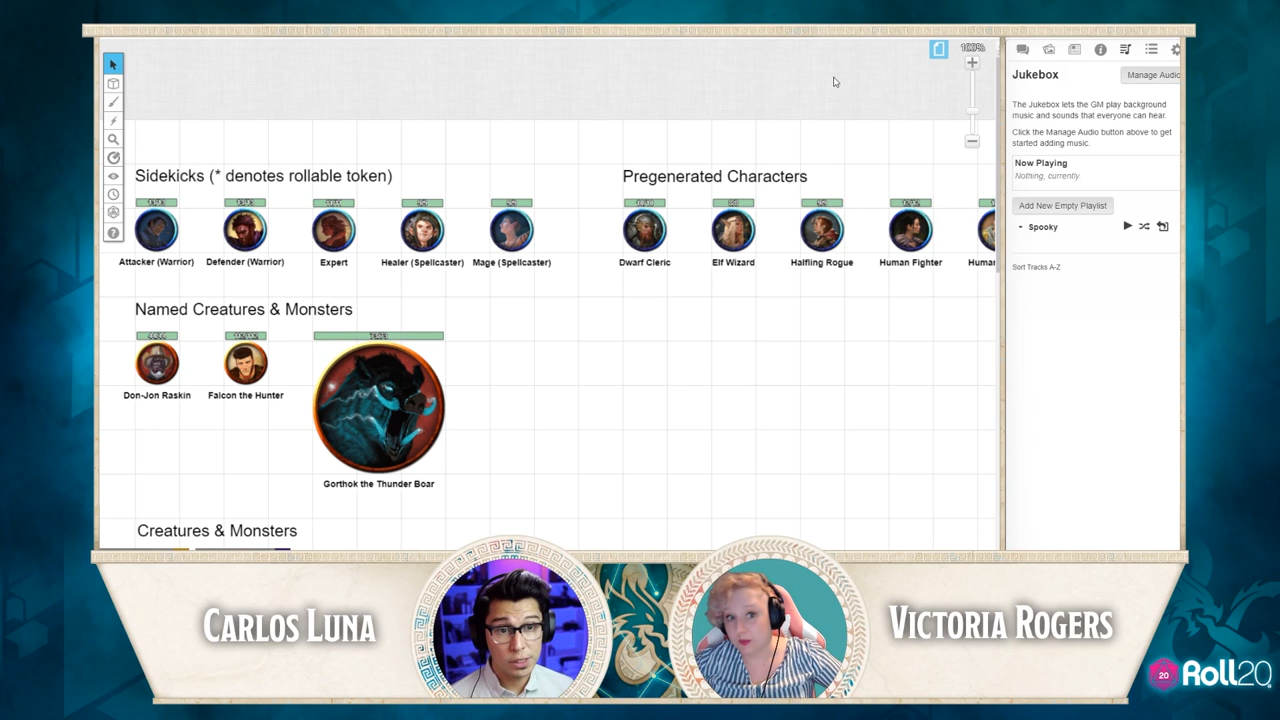 100%
Jukebox
Manage Audio
The Jukebox lets the GM play background
music and sounds that everyone can hear.
Click the Manage Audio button above to get
started adding music.
Now Playing
Nothing, currently.
Add New Empty Playlist
- Spooky
Sort Tracks A-Z
Sidekicks (* denotes rollable token)
Attacker (Warrior)
Defender (Warrior)
Expert
Healer (Spellcaster)
Mage (Spellcaster)
Pregenerated Characters
Dwarf Cleric
Elf Wizard
Halfling Rogue
Human Fighter
Human
Named Creatures & Monsters
Don-Jon Raskin
Falcon the Hunter
Gorthok the Thunder Boar
Creatures & Monsters
CARLOS LUNA
VICTORIA ROGERS
20
Roll20